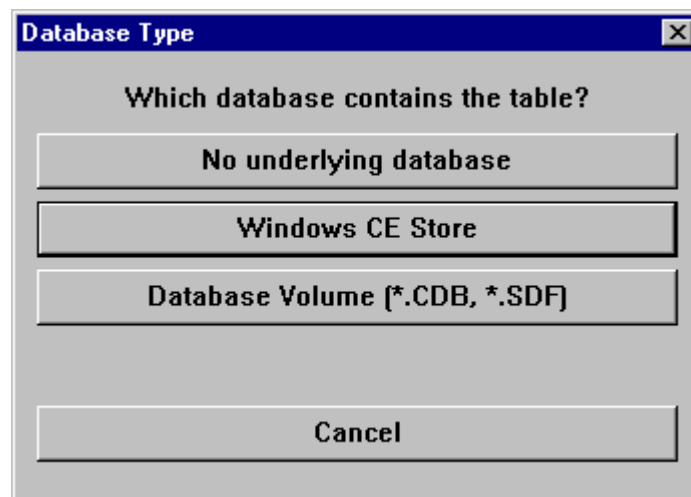 Database Type
Which database contains the table?
No underlying database
Windows CE Store
Database Volume (*.CDB, *.SDF)
Cancel